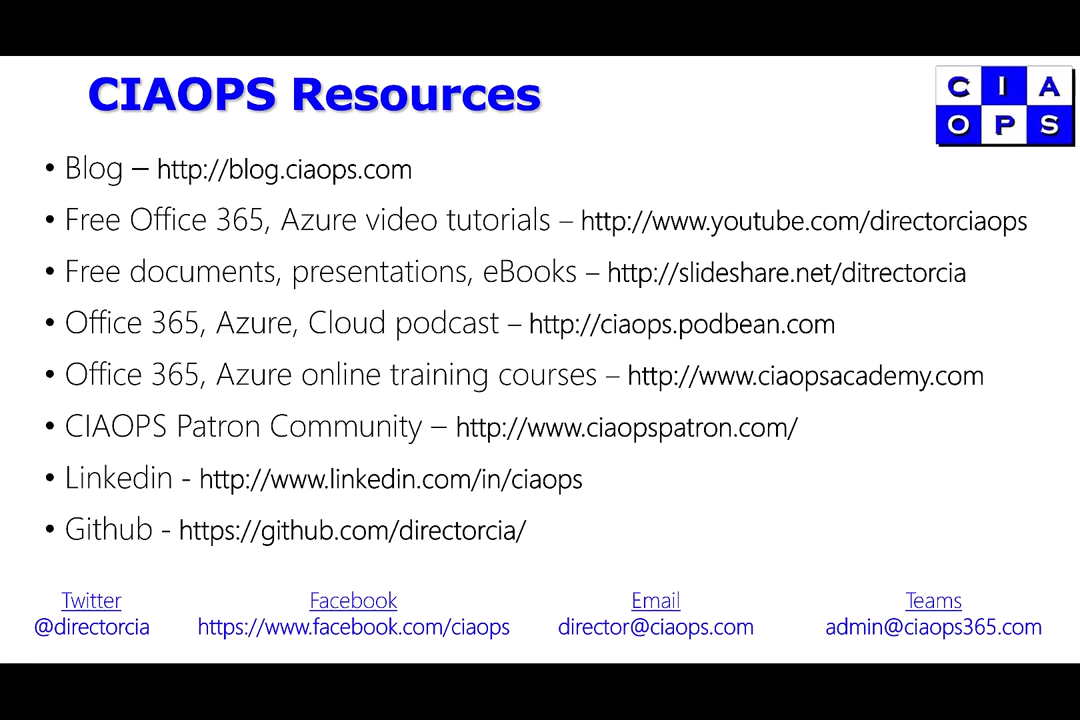 CIAOPS Resources
C I A
O P S
• Blog – http://blog.ciaops.com
• Free Office 365, Azure video tutorials – http://www.youtube.com/directorciaops
• Free documents, presentations, eBooks – http://slideshare.net/ditrectorcia
• Office 365, Azure, Cloud podcast – http://ciaops.podbean.com
• Office 365, Azure online training courses – http://www.ciaopsacademy.com
• CIAOPS Patron Community – http://www.ciaopspatron.com/
• Linkedin - http://www.linkedin.com/in/ciaops
• Github - https://github.com/directorcia/
Twitter Facebook Email Teams
@directorcia https://www.facebook.com/ciaops director@ciaops.com admin@ciaops365.com